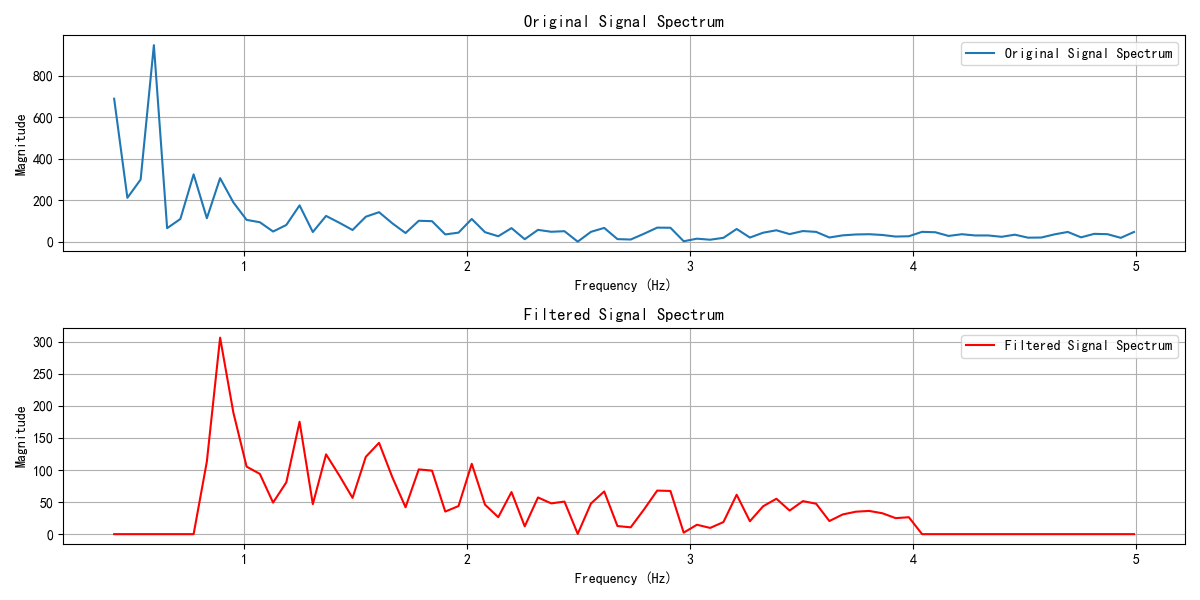 Original Signal Spectrum
Original Signal Spectrum
Magnitude
800
600
400
200
0
1 2 3 4 5
Frequency (Hz)
Filtered Signal Spectrum
Filtered Signal Spectrum
Magnitude
300
250
200
150
100
50
0
1 2 3 4 5
Frequency (Hz)